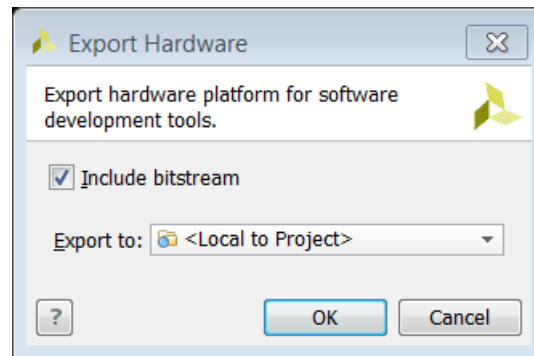 Export Hardware
Export hardware platform for software
development tools.
Include bitstream
Export to: <Local to Project>
?
OK
Cancel